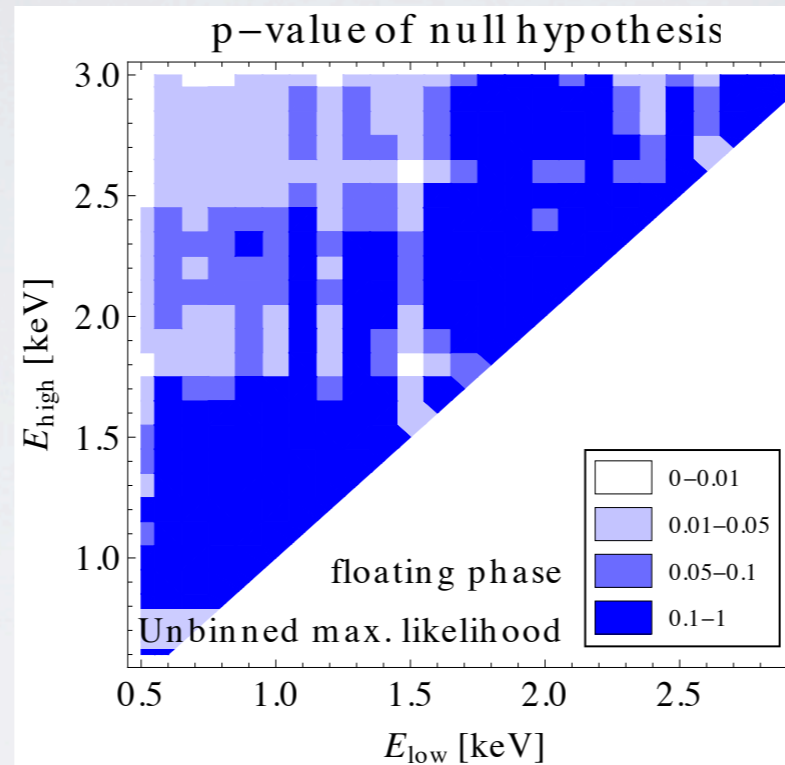 p-value of null hypothesis
3.0
2.5
2.0
1.5
1.0
E_high [keV]
0-0.01
0.01-0.05
0.05-0.1
0.1-1
floating phase
Unbinned max. likelihood
0.5 1.0 1.5 2.0 2.5
E_low [keV]